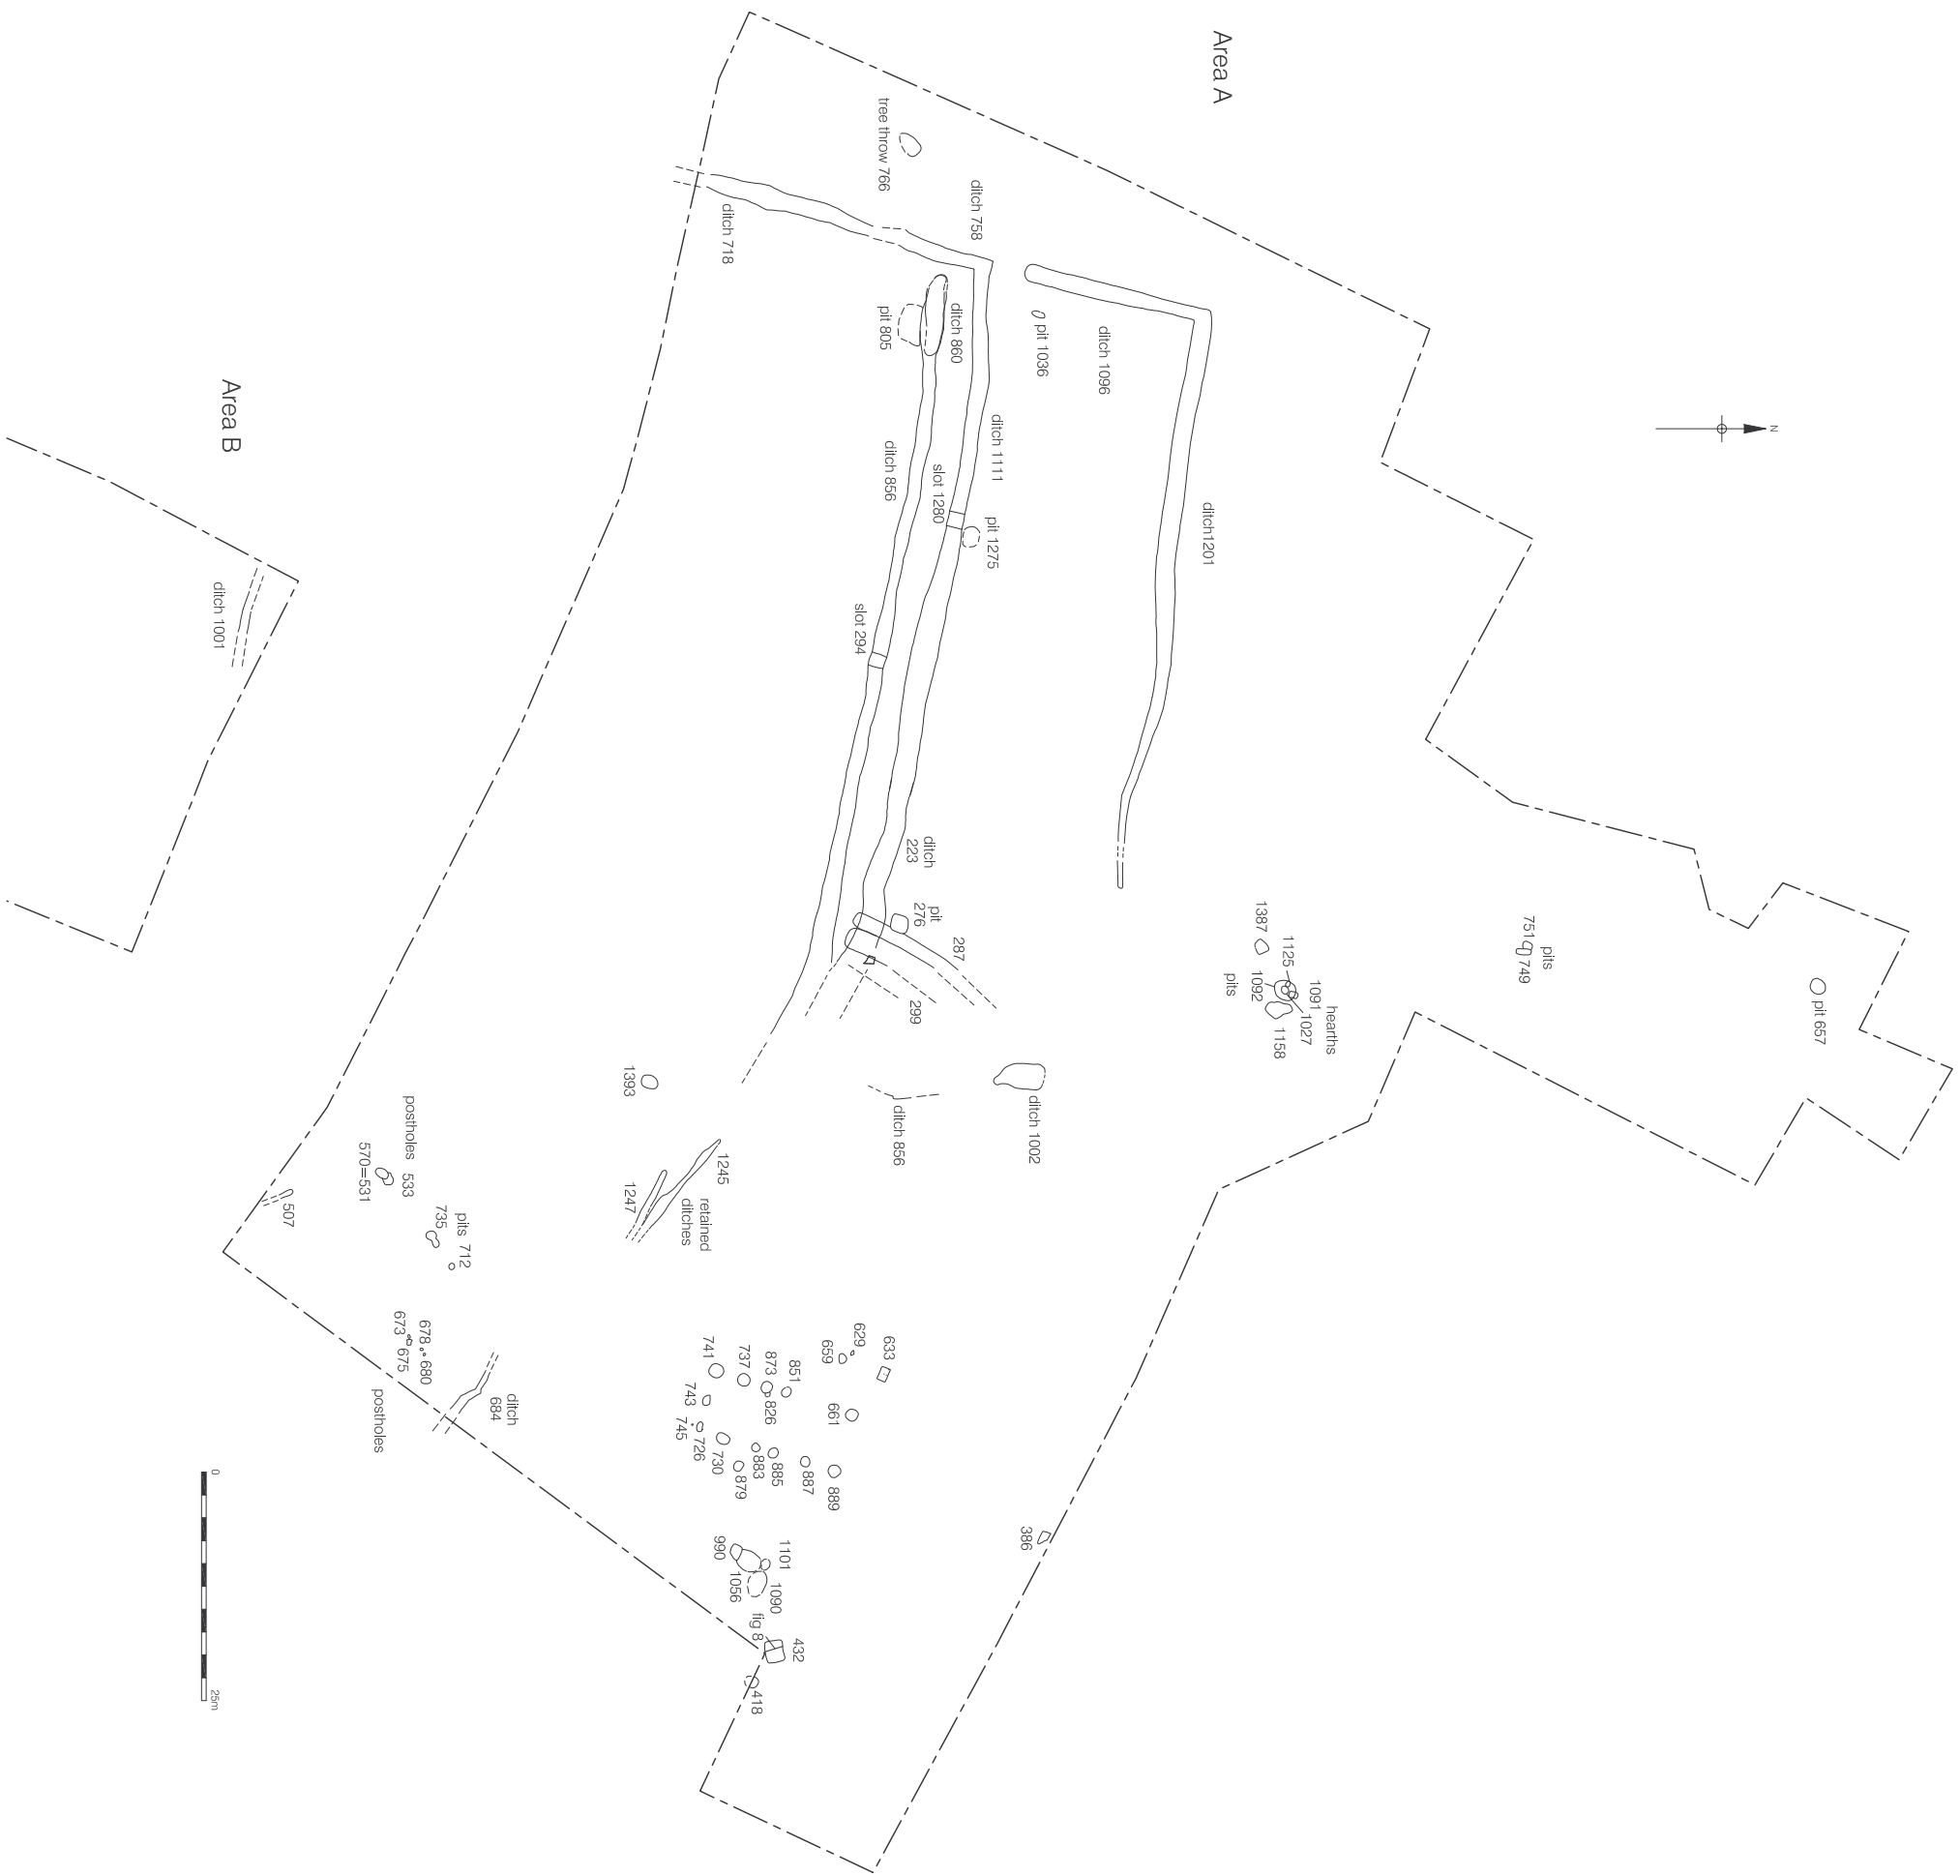 Area A
N
tree throw 766
ditch 758
ditch 718
pit 805
ditch 860
pit 1036
ditch 1096
ditch 1111
ditch 856
slot 1280
pit 1275
ditch1201
slot 294
ditch
223
pit
276
287
299
1387
1125
1092
pits
1091
1027
hearths
1158
751
749
pits
pit 657
ditch 1002
ditch 856
1393
1245
1247
retained
ditches
postholes 533
570=531
507
pits 712
735
678
680
673
675
postholes
ditch
684
633
629
659
661
851
873
826
737
741
743
745
726
730
879
883
885
887
889
386
1101
990
1056
1090
fig 8
432
418
Area B
ditch 1001
0
25m